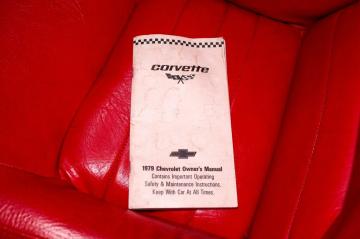 corvette
1979 Chevrolet Owner's Manual
Contains Important Operating
Safety & Maintenance Instructions.
Keep With Car At All Times.